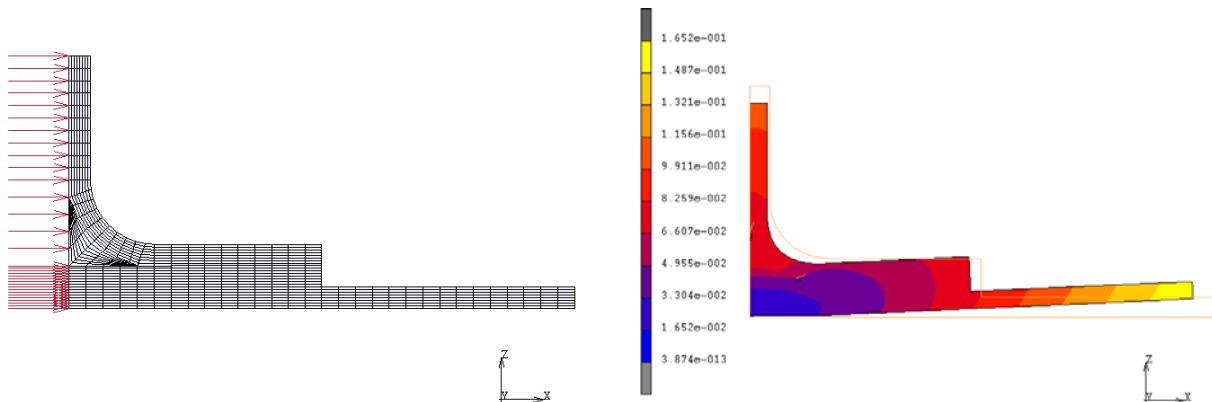 1.652e-001
1.487e-001
1.321e-001
1.156e-001
9.911e-002
8.259e-002
6.607e-002
4.955e-002
3.304e-002
1.652e-002
3.874e-013
Z
Y X
Z
Y X